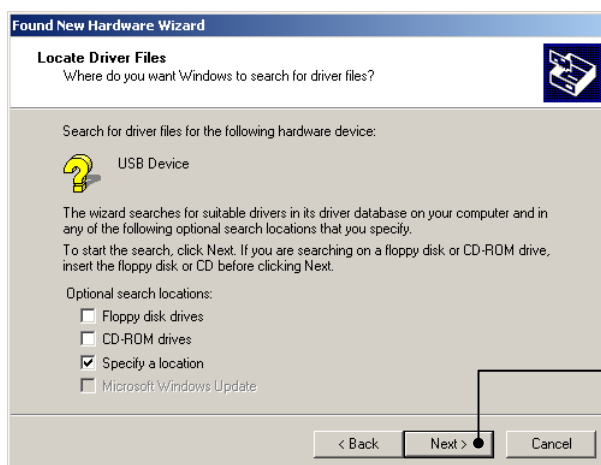 Found New Hardware Wizard
Locate Driver Files
Where do you want Windows to search for driver files?
Search for driver files for the following hardware device:
USB Device
The wizard searches for suitable drivers in its driver database on your computer and in
any of the following optional search locations that you specify.
To start the search, click Next. If you are searching on a floppy disk or CD-ROM drive,
insert the floppy disk or CD before clicking Next.
Optional search locations:
Floppy disk drives
CD-ROM drives
Specify a location
Microsoft Windows Update
< Back Next > Cancel